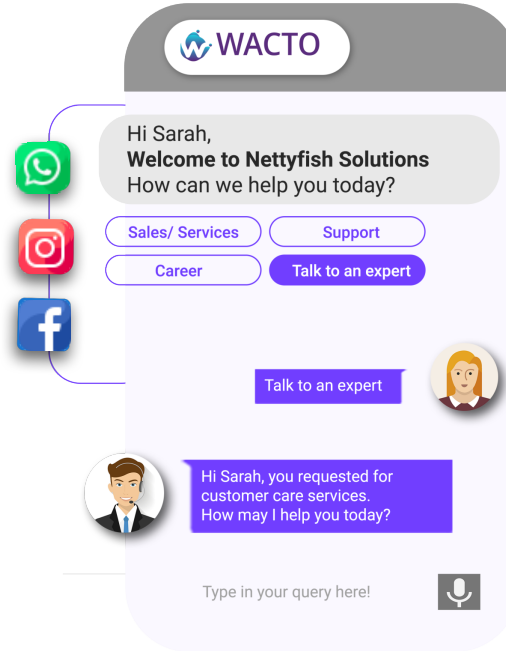 WACTO
Hi Sarah,
Welcome to Nettyfish Solutions
How can we help you today?
Sales/ Services
Support
Career
Talk to an expert
Talk to an expert
Hi Sarah, you requested for
customer care services.
How may I help you today?
Type in your query here!